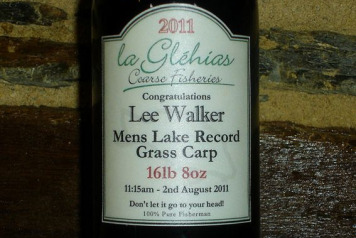 2011
la Gléhias
Coarse Fisheries
Congratulations
Lee Walker
Mens Lake Record
Grass Carp
16lb 8oz
11:15am - 2nd August 2011
Don't let it go to your head!
100% Pure Fisherman